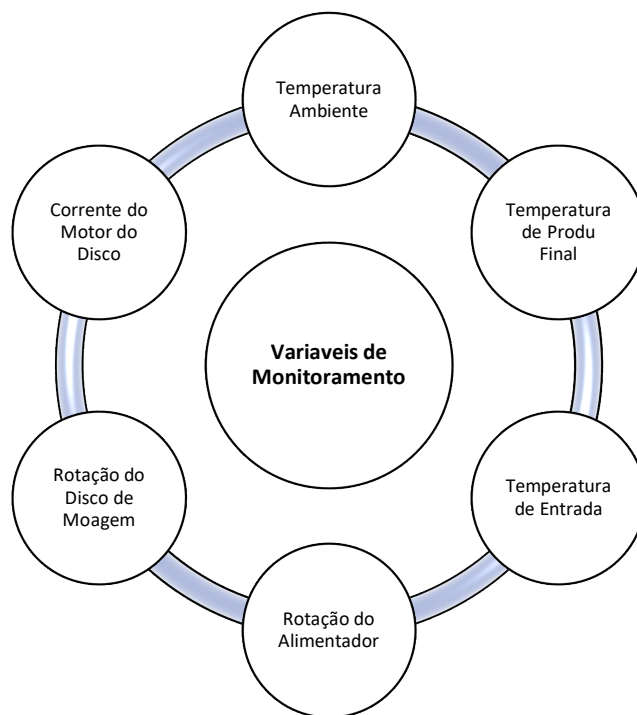 Temperatura
Ambiente
Temperatura
de Produ
Final
Temperatura
de Entrada
Rotação do
Alimentador
Rotação do
Disco de
Moagem
Corrente do
Motor do
Disco
Variaveis de
Monitoramento